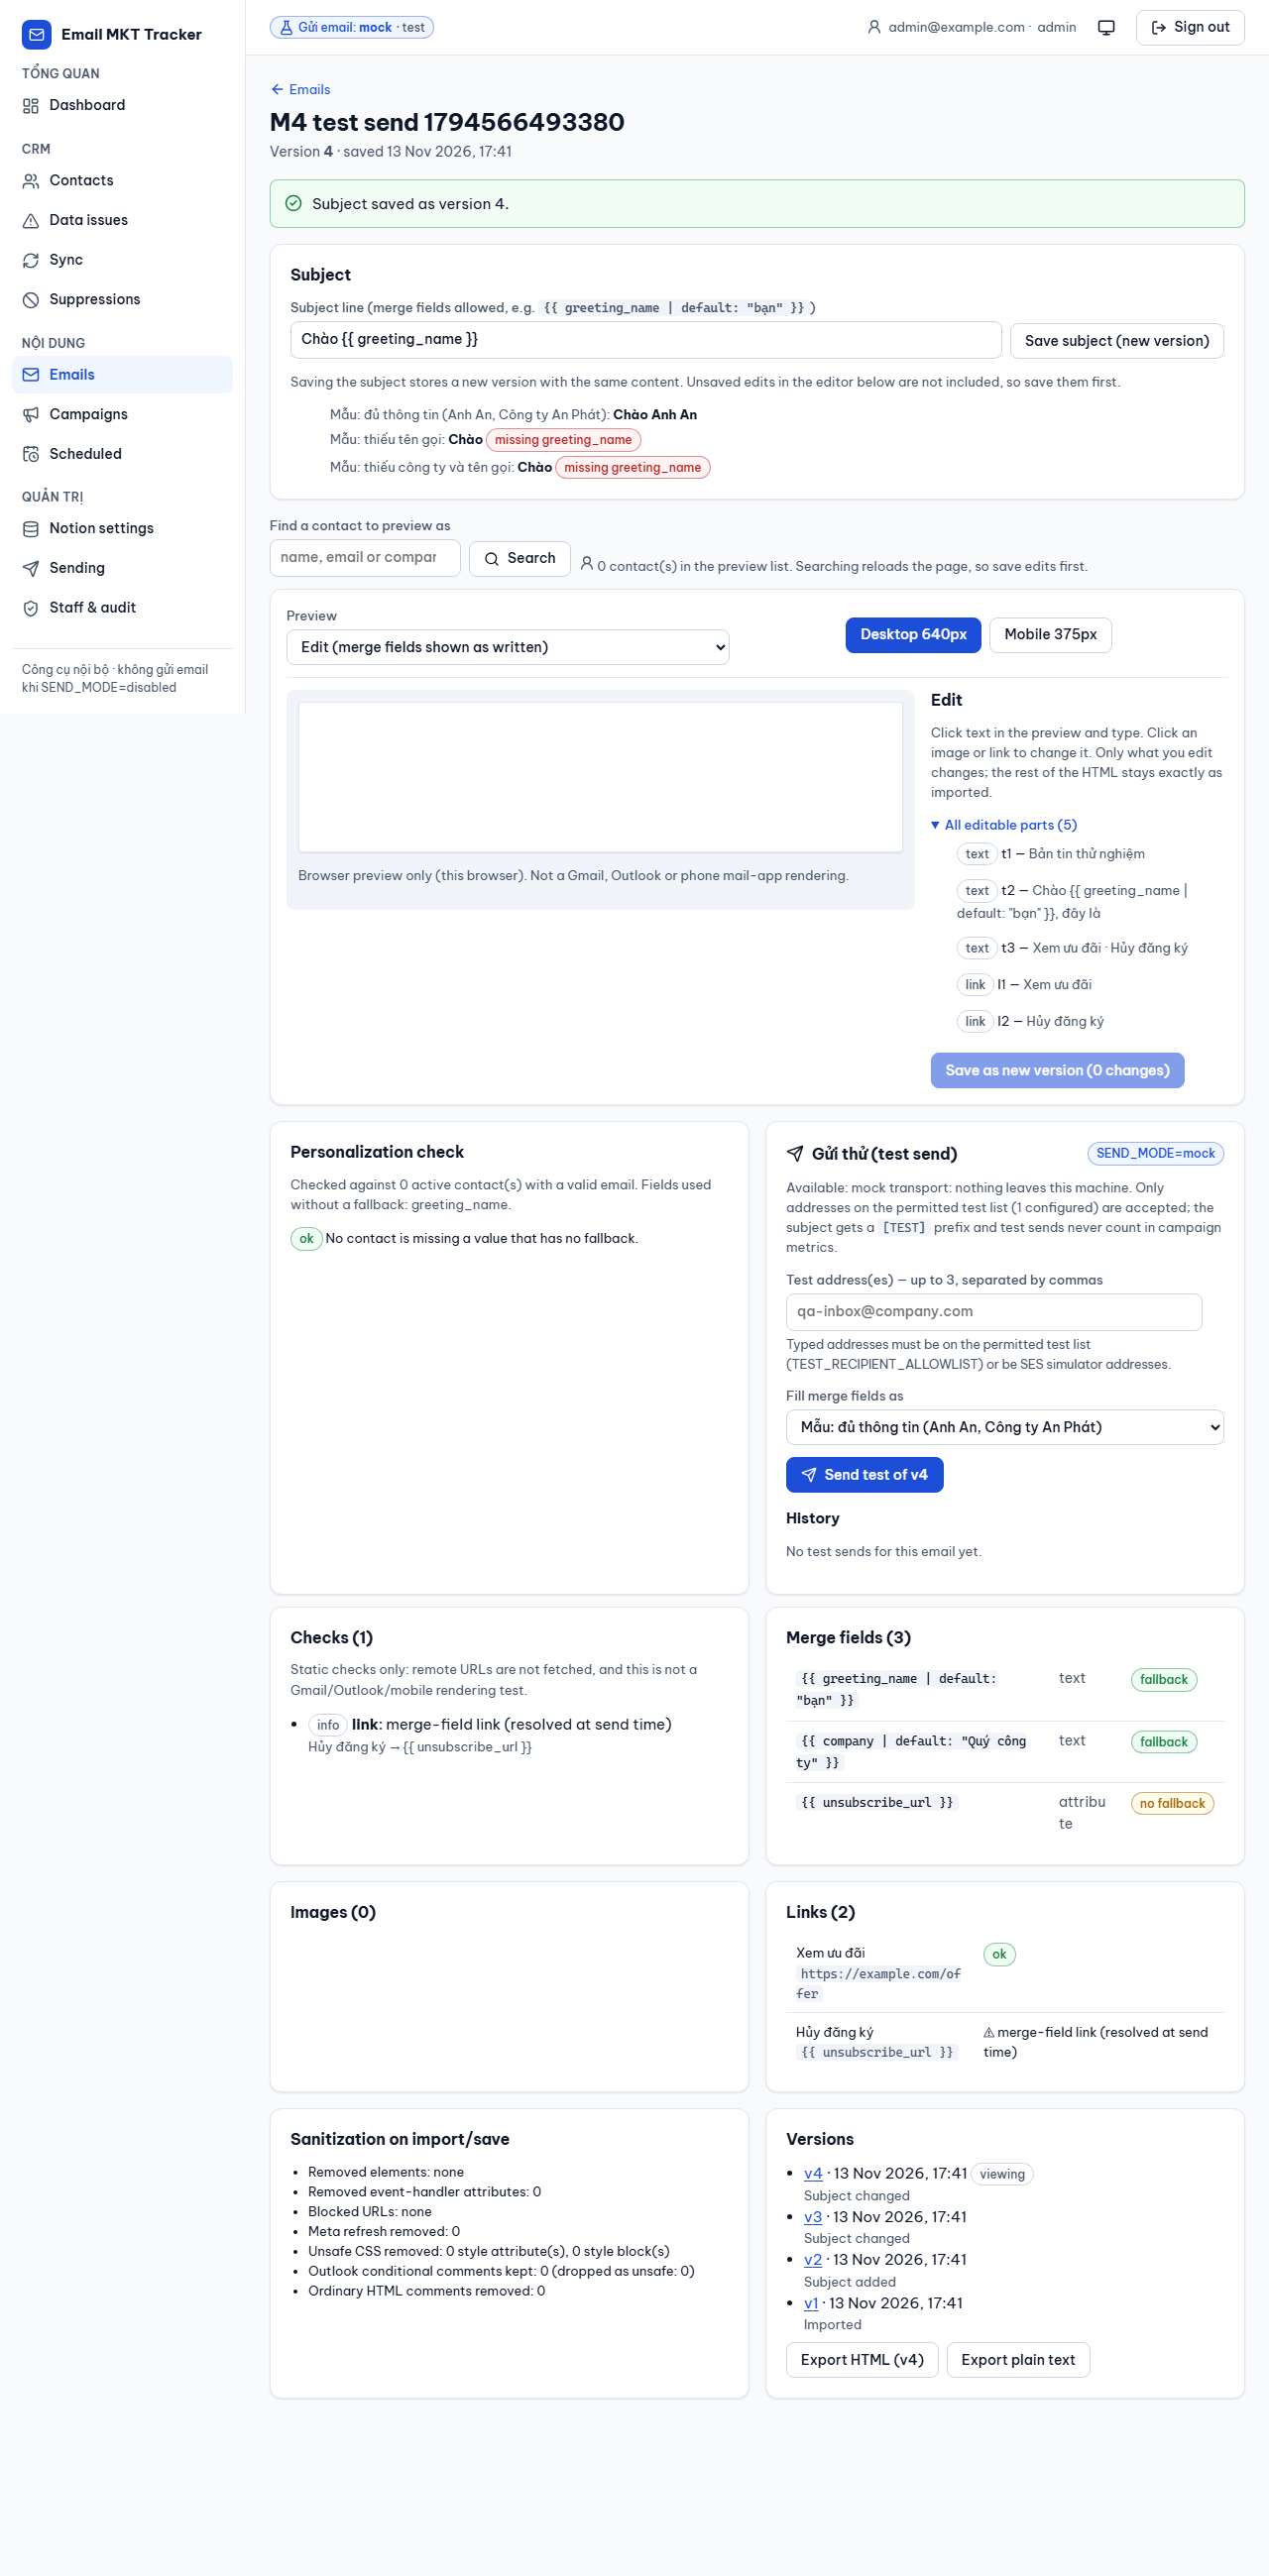 Email MKT Tracker
TỔNG QUAN
Dashboard
CRM
Contacts
Data issues
Sync
Suppressions
NỘI DUNG
Emails
Campaigns
Scheduled
QUẢN TRỊ
Notion settings
Sending
Staff & audit
Công cụ nội bộ · không gửi email
khi SEND_MODE=disabled
Gửi email: mock · test
admin@example.com · admin
Sign out
← Emails
M4 test send 1794566493380
Version 4 · saved 13 Nov 2026, 17:41
Subject saved as version 4.
Subject
Subject line (merge fields allowed, e.g. {{ greeting_name | default: "bạn" }} )
Chào {{ greeting_name }}
Save subject (new version)
Saving the subject stores a new version with the same content. Unsaved edits in the editor below are not included, so save them first.
Mẫu: đủ thông tin (Anh An, Công ty An Phát): Chào Anh An
Mẫu: thiếu tên gọi: Chào missing greeting_name
Mẫu: thiếu công ty và tên gọi: Chào missing greeting_name
Find a contact to preview as
name, email or compar
Search
0 contact(s) in the preview list. Searching reloads the page, so save edits first.
Preview
Edit (merge fields shown as written)
Desktop 640px
Mobile 375px
Browser preview only (this browser). Not a Gmail, Outlook or phone mail-app rendering.
Edit
Click text in the preview and type. Click an
image or link to change it. Only what you edit
changes; the rest of the HTML stays exactly as
imported.
▼ All editable parts (5)
text t1 — Bản tin thử nghiệm
text t2 — Chào {{ greeting_name |
default: "bạn" }}, đây là
text t3 — Xem ưu đãi · Hủy đăng ký
link l1 — Xem ưu đãi
link l2 — Hủy đăng ký
Save as new version (0 changes)
Personalization check
Checked against 0 active contact(s) with a valid email. Fields used
without a fallback: greeting_name.
ok No contact is missing a value that has no fallback.
Gửi thử (test send)
SEND_MODE=mock
Available: mock transport: nothing leaves this machine. Only
addresses on the permitted test list (1 configured) are accepted; the
subject gets a [TEST] prefix and test sends never count in campaign
metrics.
Test address(es) — up to 3, separated by commas
qa-inbox@company.com
Typed addresses must be on the permitted test list
(TEST_RECIPIENT_ALLOWLIST) or be SES simulator addresses.
Fill merge fields as
Mẫu: đủ thông tin (Anh An, Công ty An Phát)
Send test of v4
History
No test sends for this email yet.
Checks (1)
Static checks only: remote URLs are not fetched, and this is not a
Gmail/Outlook/mobile rendering test.
• info link: merge-field link (resolved at send time)
Hủy đăng ký → {{ unsubscribe_url }}
Merge fields (3)
{{ greeting_name | default:
"bạn" }}
text
fallback
{{ company | default: "Quý công
ty" }}
text
fallback
{{ unsubscribe_url }}
attribu
te
no fallback
Images (0)
Links (2)
Xem ưu đãi
https://example.com/of
fer
ok
Hủy đăng ký
{{ unsubscribe_url }}
⚠ merge-field link (resolved at send
time)
Sanitization on import/save
• Removed elements: none
• Removed event-handler attributes: 0
• Blocked URLs: none
• Meta refresh removed: 0
• Unsafe CSS removed: 0 style attribute(s), 0 style block(s)
• Outlook conditional comments kept: 0 (dropped as unsafe: 0)
• Ordinary HTML comments removed: 0
Versions
• v4 · 13 Nov 2026, 17:41 viewing
Subject changed
• v3 · 13 Nov 2026, 17:41
Subject changed
• v2 · 13 Nov 2026, 17:41
Subject added
• v1 · 13 Nov 2026, 17:41
Imported
Export HTML (v4)
Export plain text